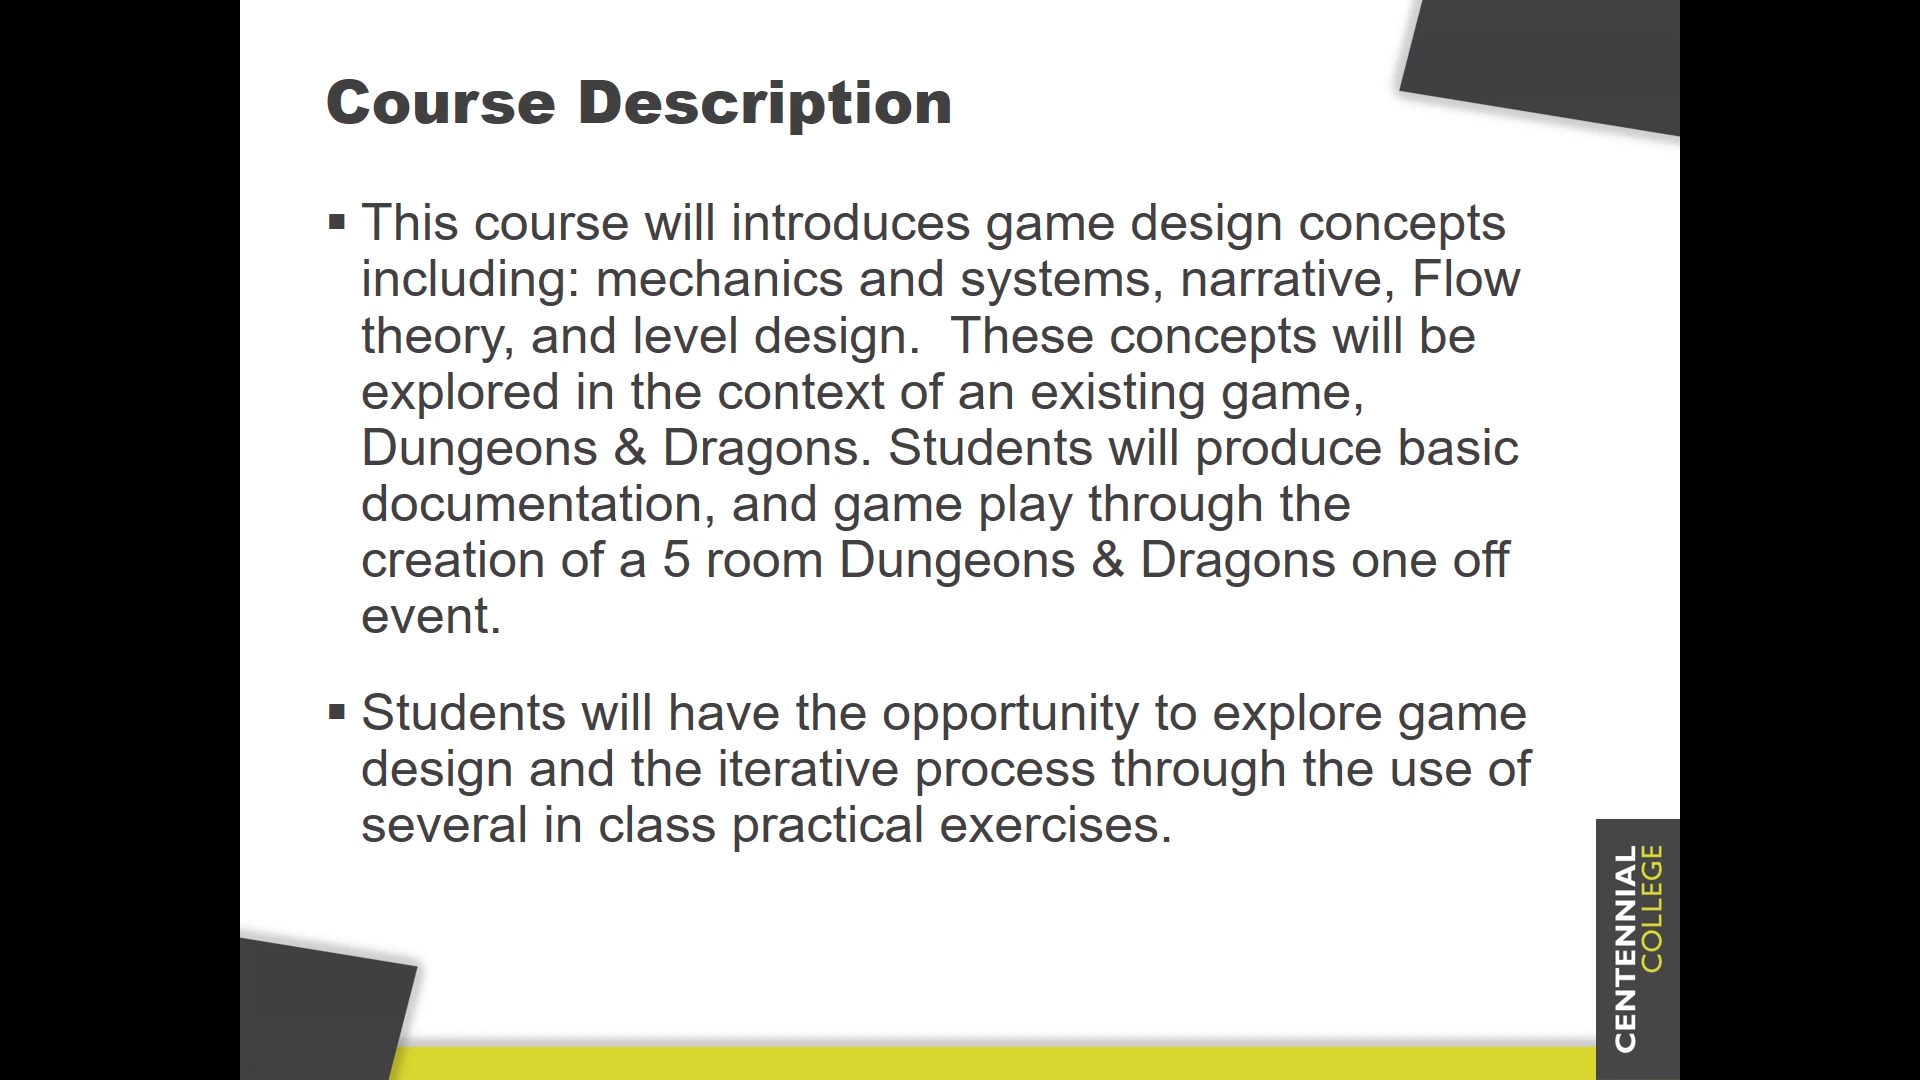 Course Description
▪ This course will introduces game design concepts
including: mechanics and systems, narrative, Flow
theory, and level design.  These concepts will be
explored in the context of an existing game,
Dungeons & Dragons. Students will produce basic
documentation, and game play through the
creation of a 5 room Dungeons & Dragons one off
event.
▪ Students will have the opportunity to explore game
design and the iterative process through the use of
several in class practical exercises.
CENTENNIAL
COLLEGE